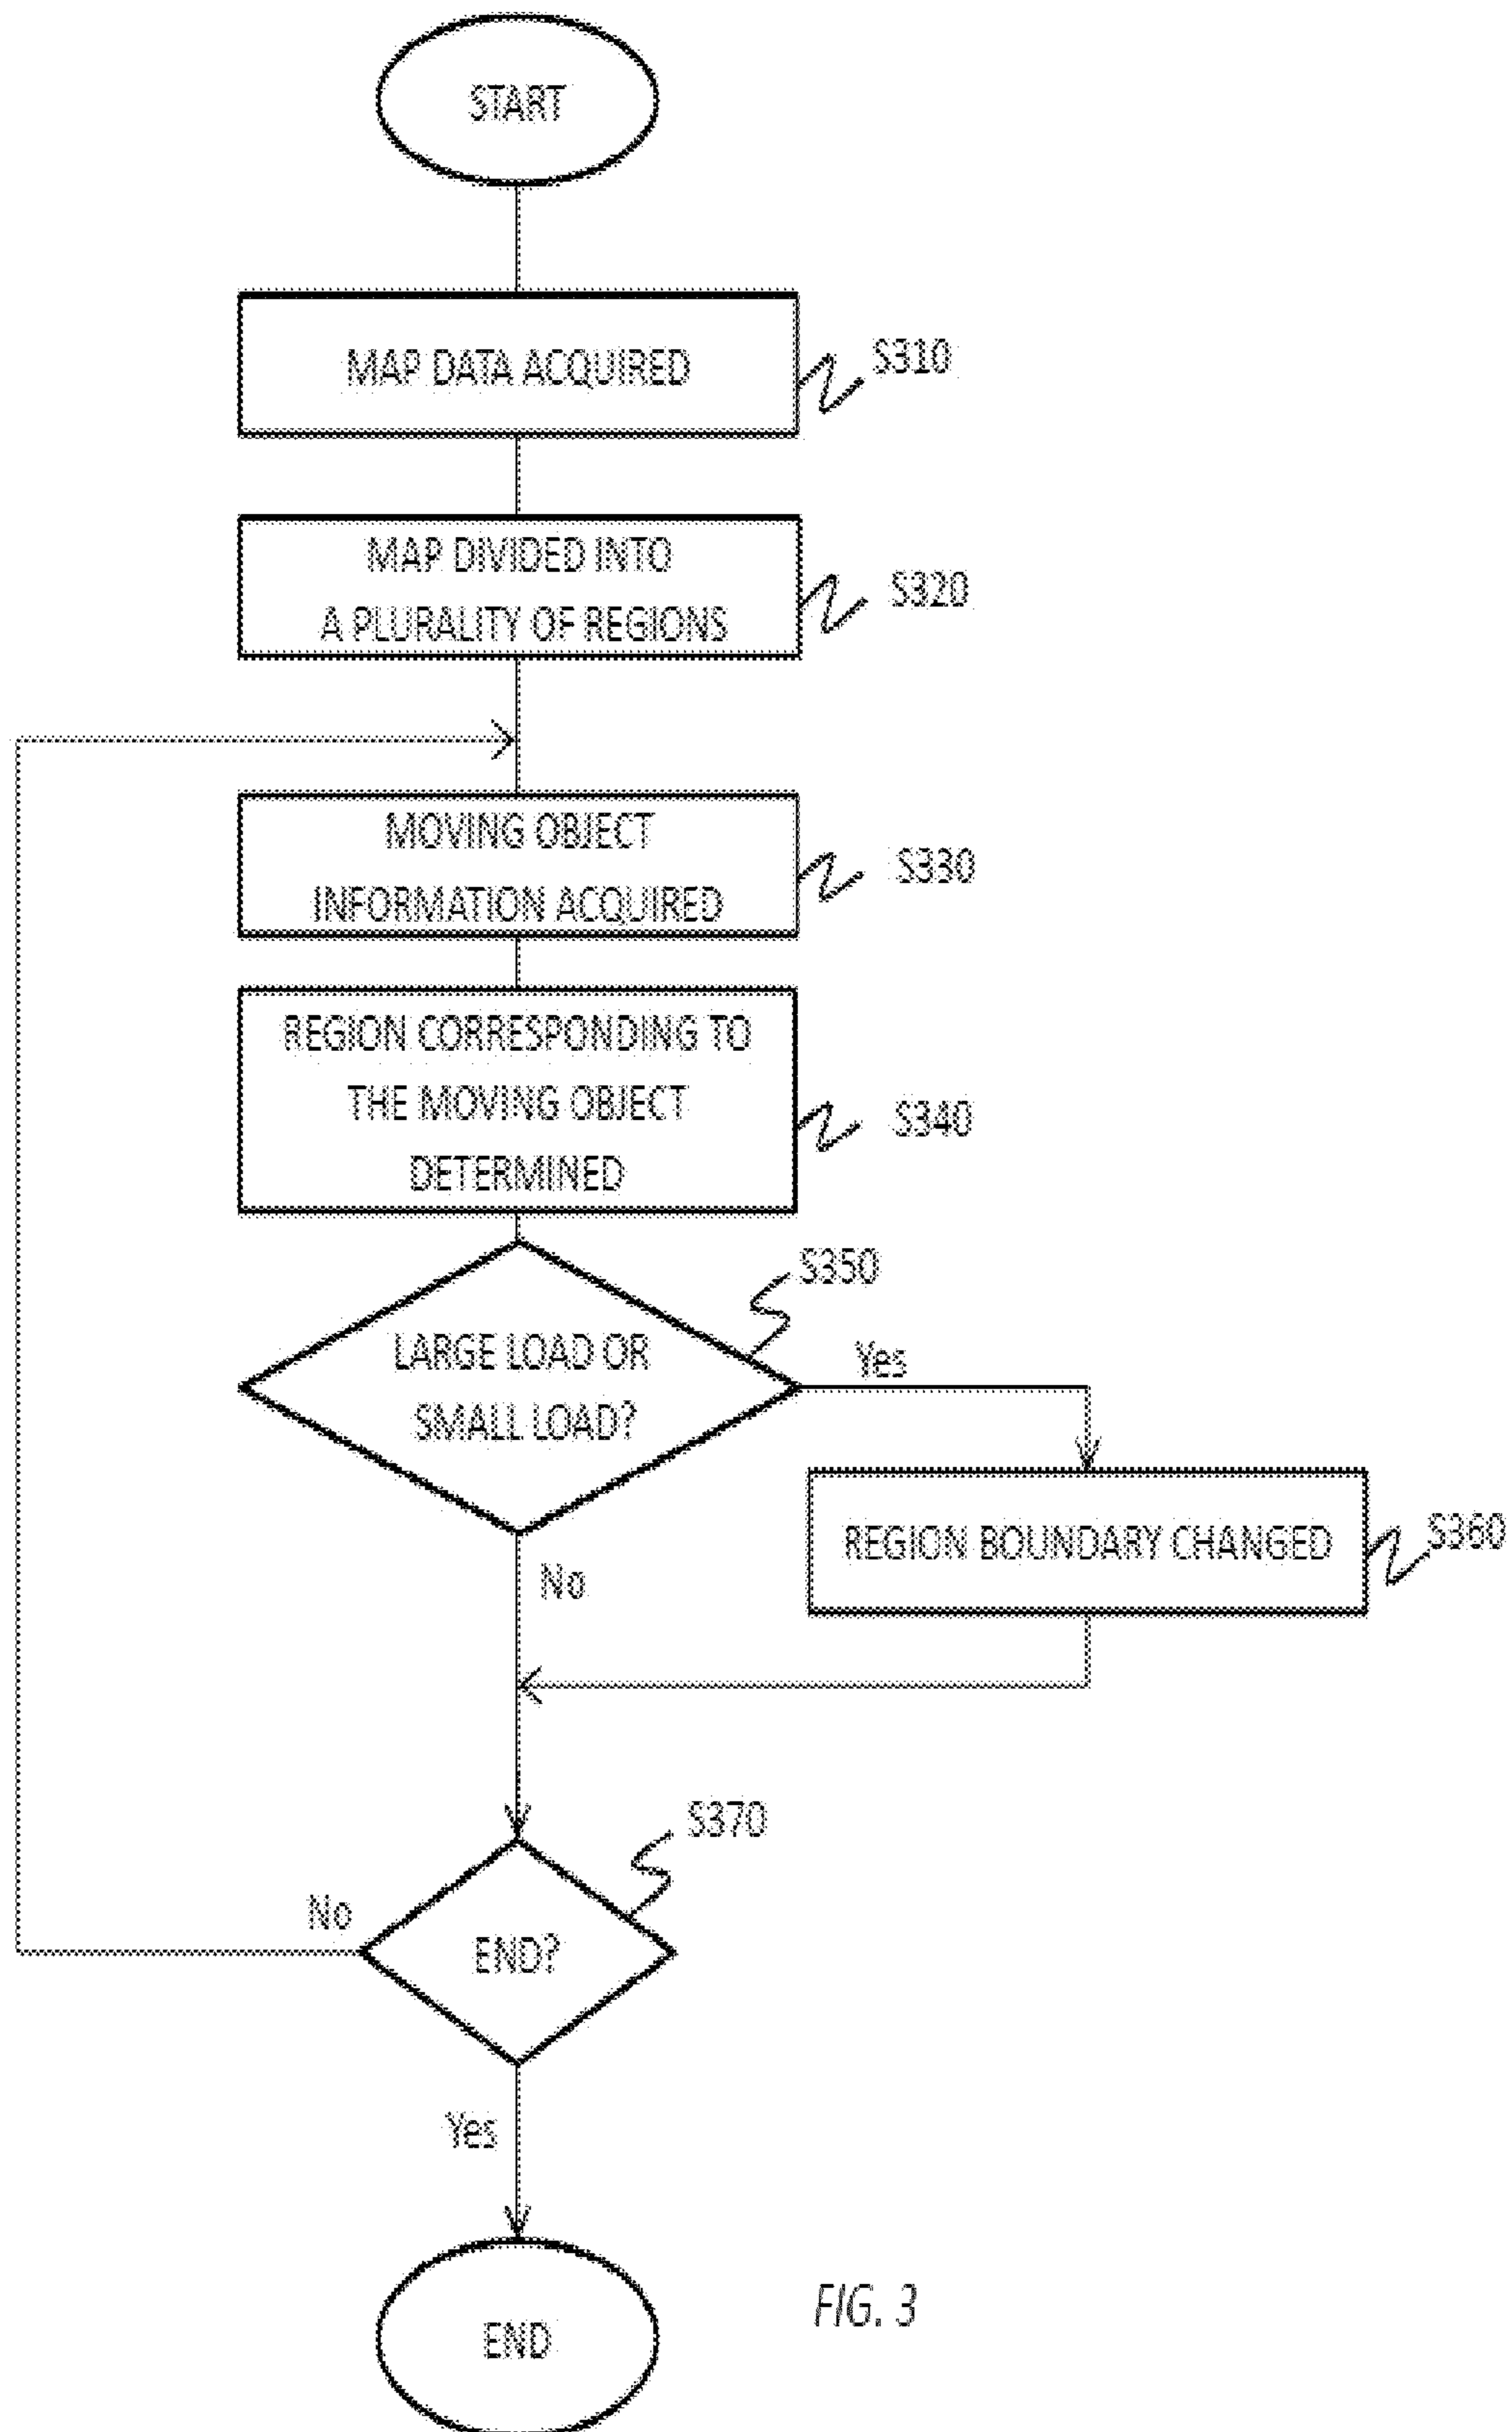 START
MAP DATA ACQUIRED
S310
MAP DIVIDED INTO
A PLURALITY OF REGIONS
S320
MOVING OBJECT
INFORMATION ACQUIRED
S330
REGION CORRESPONDING TO
THE MOVING OBJECT
DETERMINED
S340
S350
LARGE LOAD OR
SMALL LOAD?
Yes
REGION BOUNDARY CHANGED
S360
No
S370
No
END?
Yes
END
FIG. 3